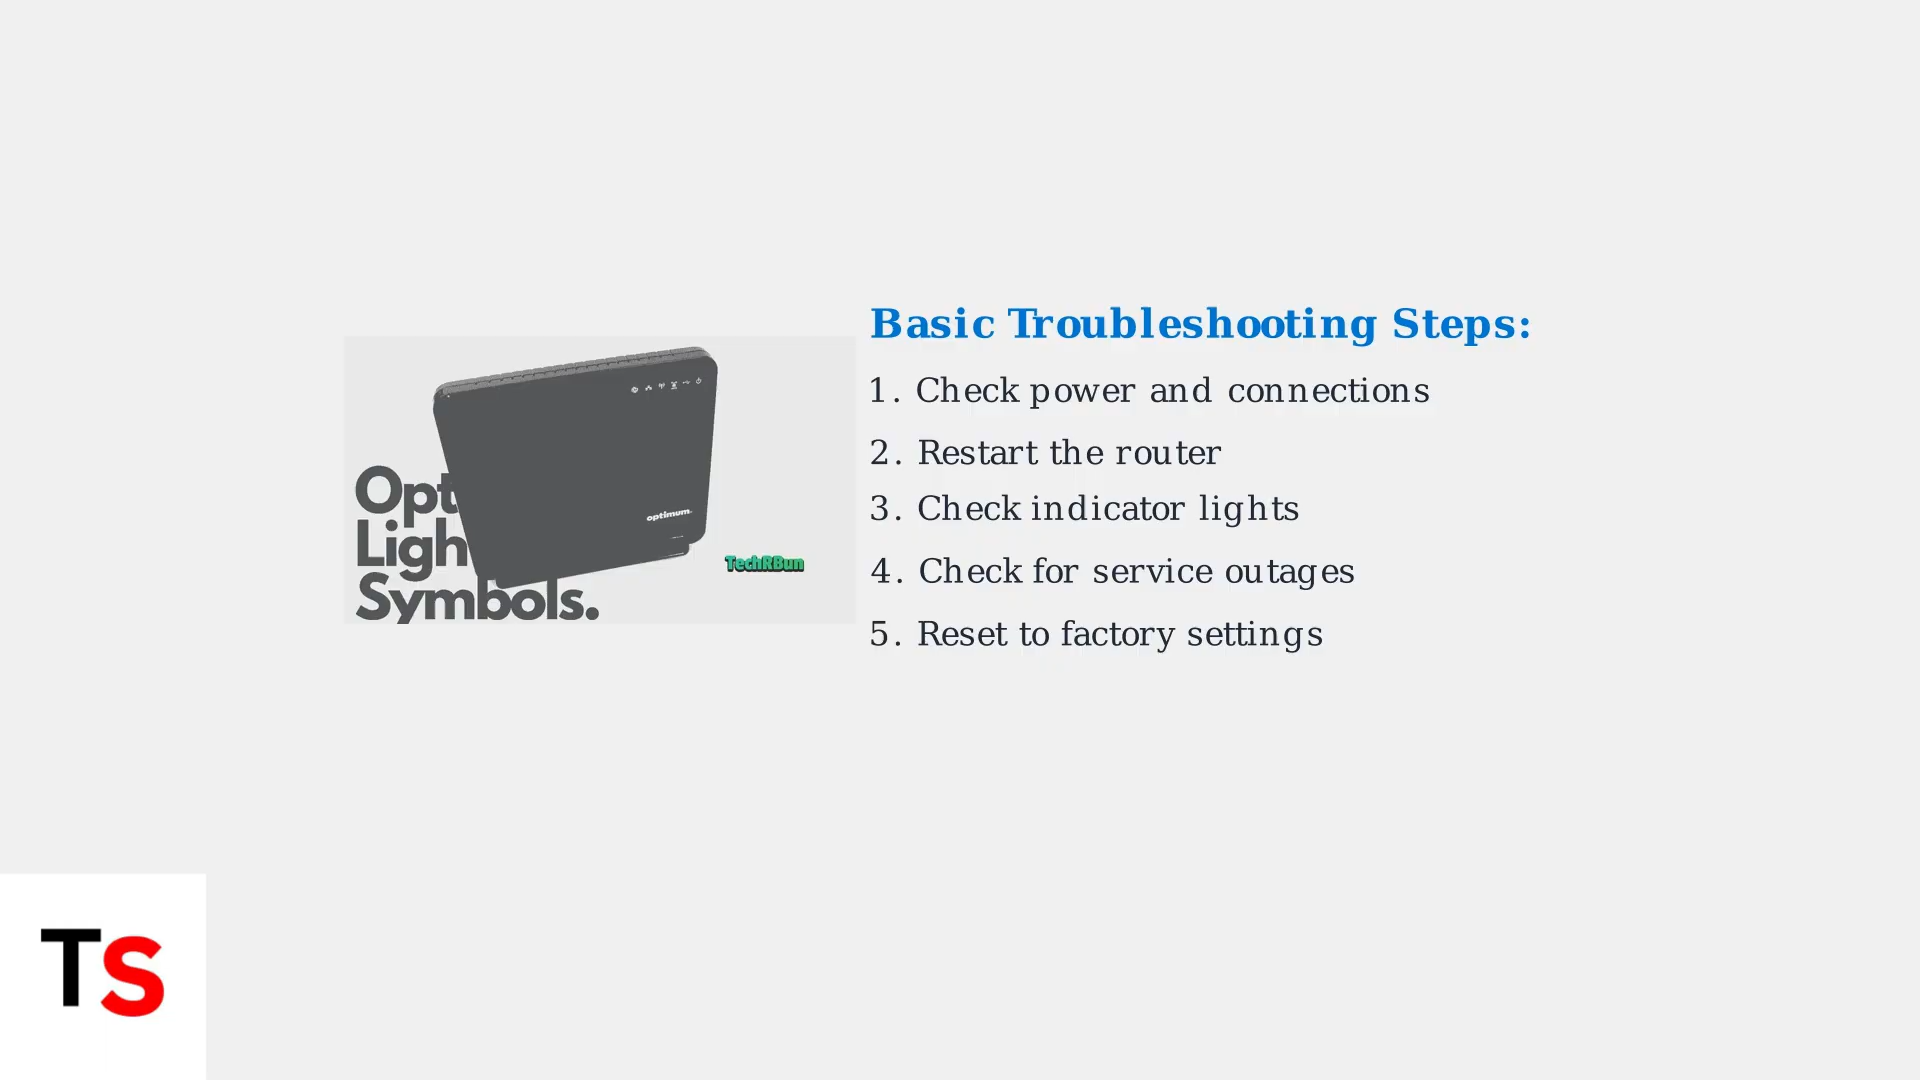 Basic Troubleshooting Steps:
1. Check power and connections
2. Restart the router
3. Check indicator lights
4. Check for service outages
5. Reset to factory settings
Opt
Ligh
Symbols.
optimum.
TechRBun
TS